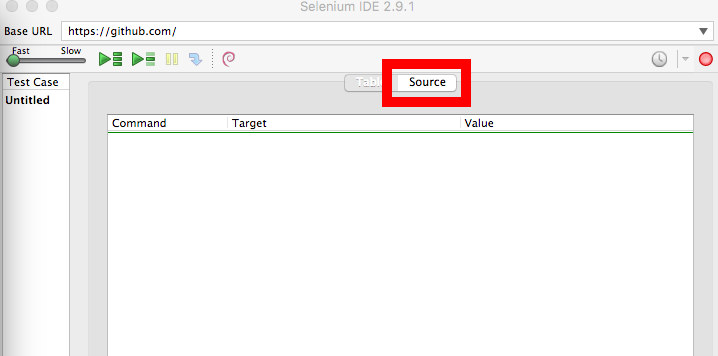 Selenium IDE 2.9.1
Base URL https://github.com/
Fast Slow
Test Case
Table Source
Untitled
Command Target Value